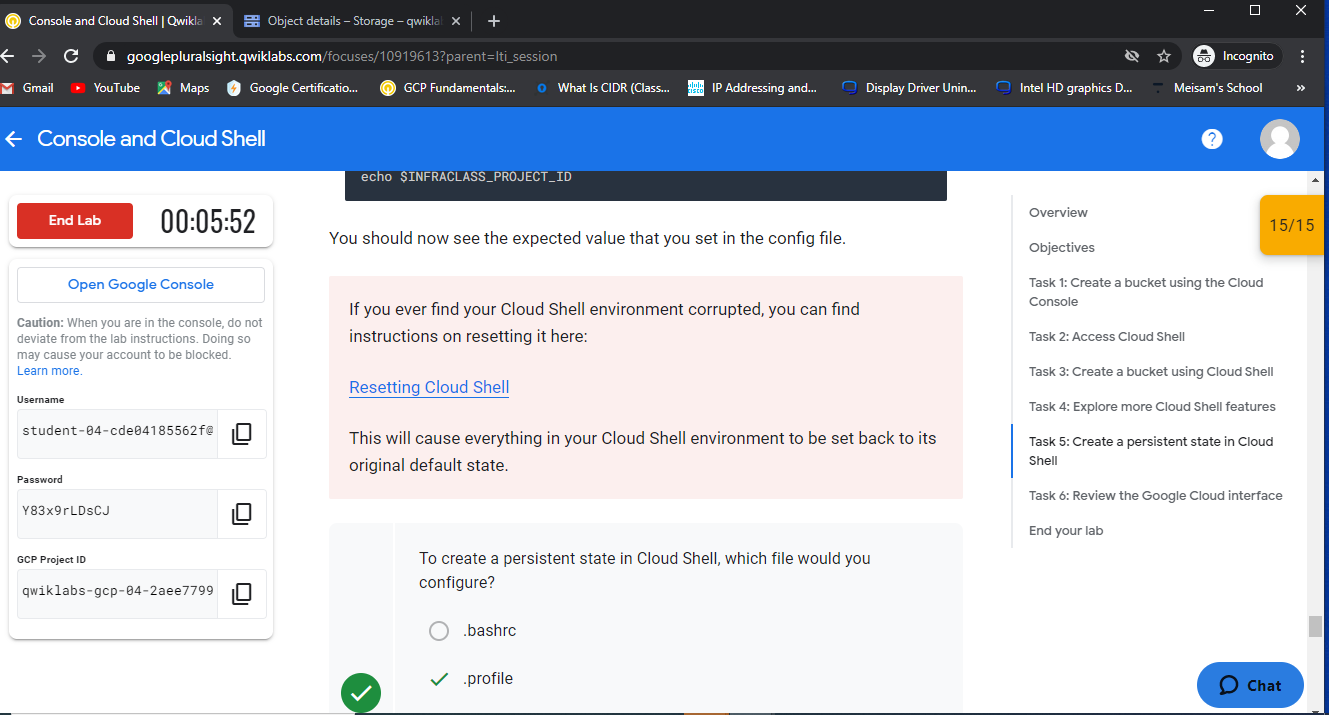 Console and Cloud Shell | Qwikla
Object details – Storage – qwikla
googlepluralsight.qwiklabs.com/focuses/10919613?parent=lti_session
Incognito
Gmail
YouTube
Maps
Google Certificatio...
GCP Fundamentals:...
What Is CIDR (Class...
IP Addressing and...
Display Driver Unin...
Intel HD graphics D...
Meisam's School
»
Console and Cloud Shell
End Lab
00:05:52
Open Google Console
Caution: When you are in the console, do not
deviate from the lab instructions. Doing so
may cause your account to be blocked.
Learn more.
Username
student-04-cde04185562f@
Password
Y83x9rLDsCJ
GCP Project ID
qwiklabs-gcp-04-2aee7799
echo $INFRACLASS_PROJECT_ID
You should now see the expected value that you set in the config file.
If you ever find your Cloud Shell environment corrupted, you can find
instructions on resetting it here:
Resetting Cloud Shell
This will cause everything in your Cloud Shell environment to be set back to its
original default state.
To create a persistent state in Cloud Shell, which file would you
configure?
.bashrc
.profile
Overview
Objectives
Task 1: Create a bucket using the Cloud
Console
Task 2: Access Cloud Shell
Task 3: Create a bucket using Cloud Shell
Task 4: Explore more Cloud Shell features
Task 5: Create a persistent state in Cloud
Shell
Task 6: Review the Google Cloud interface
End your lab
15/15
Chat